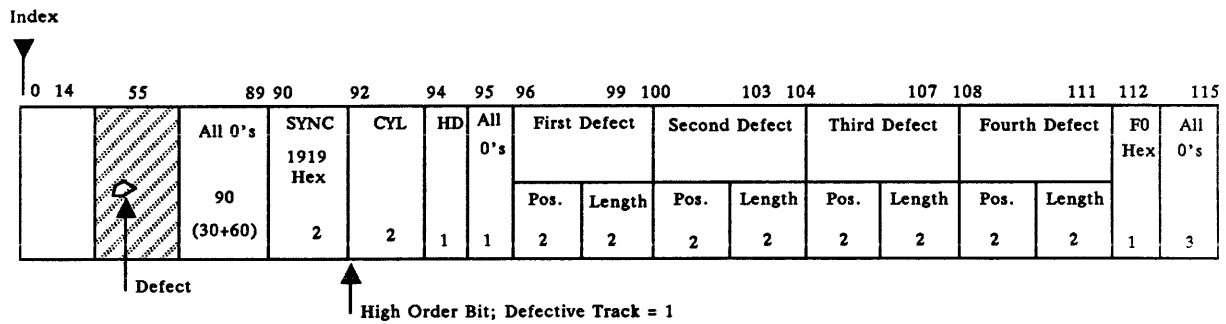 Index
0 14 55 89 90 92 94 95 96 99 100 103 104 107 108 111 112 115
All 0's SYNC CYL HD All First Defect Second Defect Third Defect Fourth Defect F0 All
1919 0's Hex 0's
Hex
90 Pos. Length Pos. Length Pos. Length Pos. Length
(30+60) 2 2 1 1 2 2 2 2 2 2 2 2 1 3
Defect
High Order Bit; Defective Track = 1